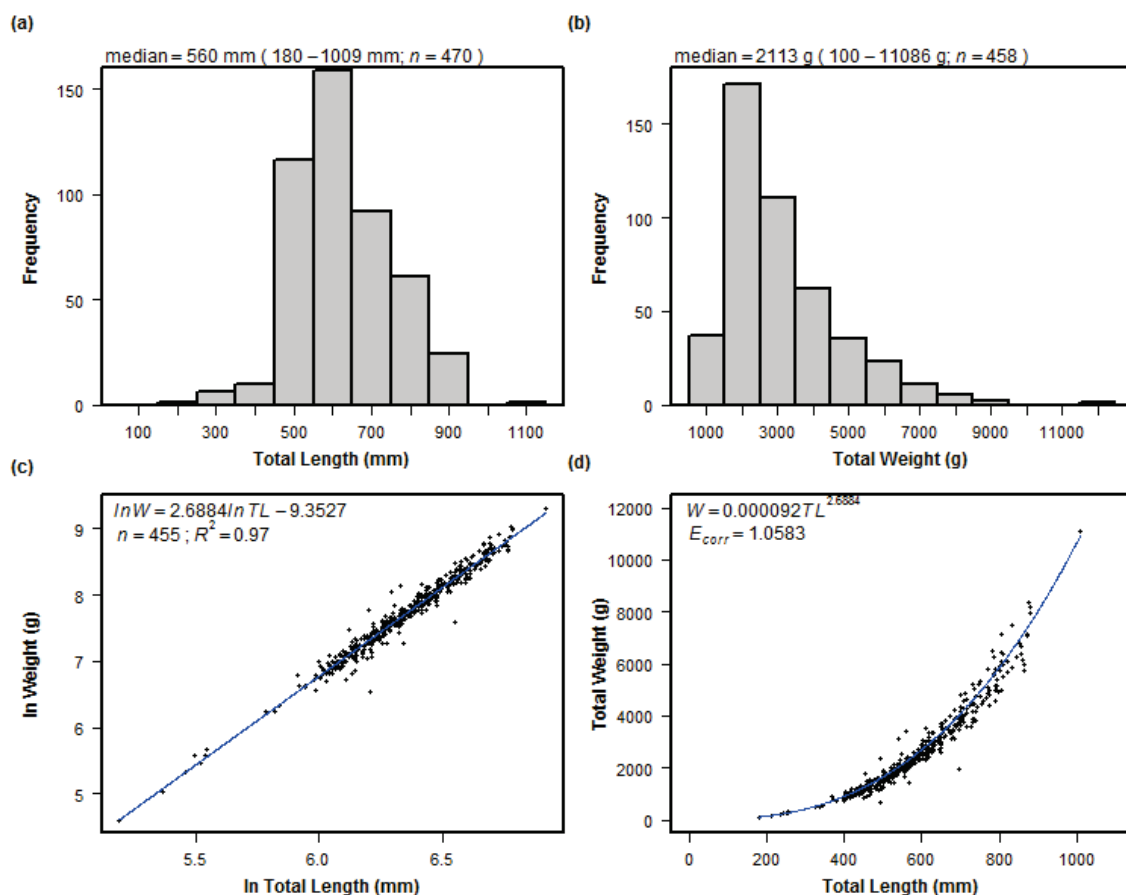 (a)
median = 560 mm ( 180 – 1009 mm; n = 470 )
150
100
50
0
Frequency
100 300 500 700 900 1100
Total Length (mm)
(b)
median = 2113 g ( 100 – 11086 g; n = 458 )
150
100
50
0
Frequency
1000 3000 5000 7000 9000 11000
Total Weight (g)
(c)
lnW = 2.6884lnTL – 9.3527
n = 455 ; R² = 0.97
9
8
7
6
5
ln Weight (g)
5.5 6.0 6.5
ln Total Length (mm)
(d)
W = 0.000092TL^2.6884
E_corr = 1.0583
12000
10000
8000
6000
4000
2000
0
Total Weight (g)
0 200 400 600 800 1000
Total Length (mm)